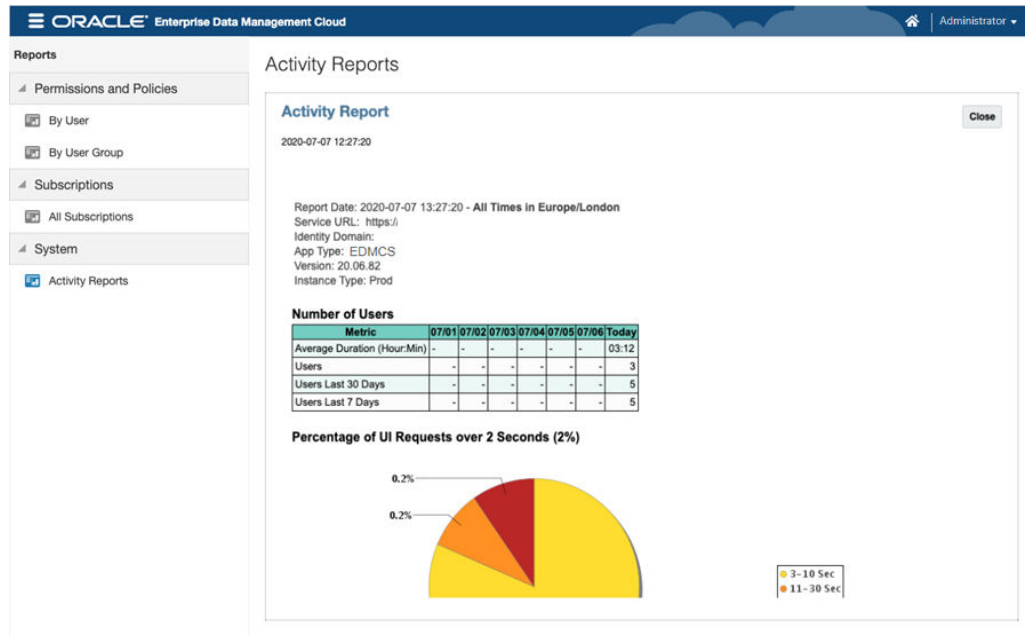 ORACLE® Enterprise Data Management Cloud
Administrator
Reports
Permissions and Policies
By User
By User Group
Subscriptions
All Subscriptions
System
Activity Reports
Activity Reports
Activity Report
Close
2020-07-07 12:27:20
Report Date: 2020-07-07 13:27:20 - All Times in Europe/London
Service URL: https:/
Identity Domain:
App Type: EDMCS
Version: 20.06.82
Instance Type: Prod
Number of Users
Metric 07/01 07/02 07/03 07/04 07/05 07/06 Today
Average Duration (Hour:Min) - - - - - - 03:12
Users - - - - - - 3
Users Last 30 Days - - - - - - 5
Users Last 7 Days - - - - - - 5
Percentage of UI Requests over 2 Seconds (2%)
0.2%
0.2%
3-10 Sec
11-30 Sec